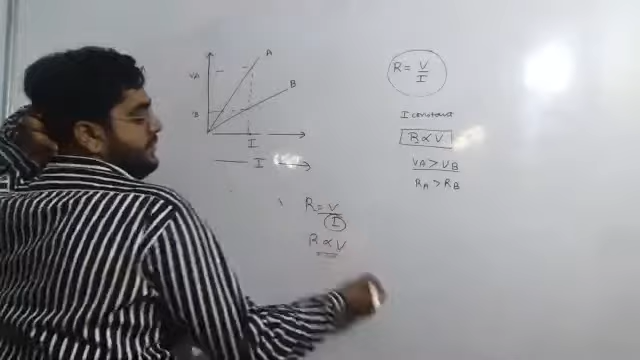 A
VA
B
B
I
I
R = V/I
R ∝ V
R = V/I
I constant
R ∝ V
VA > VB
RA > RB